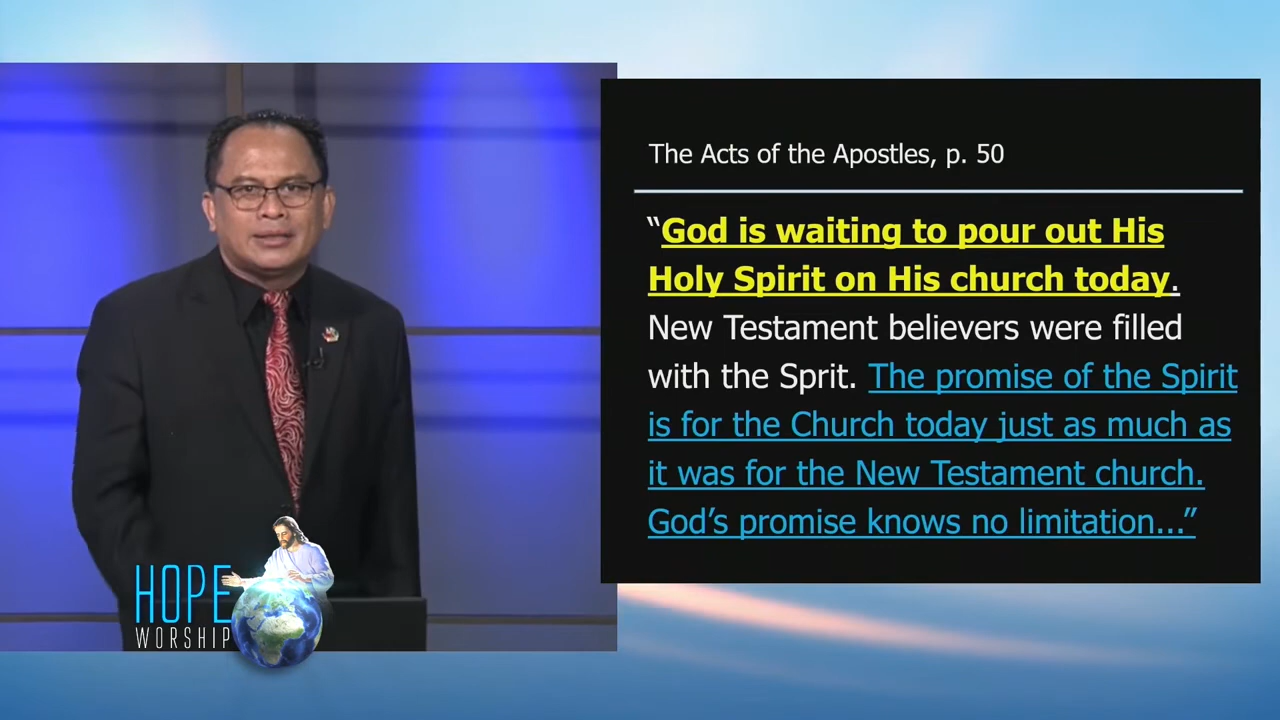 The Acts of the Apostles, p. 50
“God is waiting to pour out His
Holy Spirit on His church today.
New Testament believers were filled
with the Sprit. The promise of the Spirit
is for the Church today just as much as
it was for the New Testament church.
God’s promise knows no limitation...”
HOPE
WORSHIP